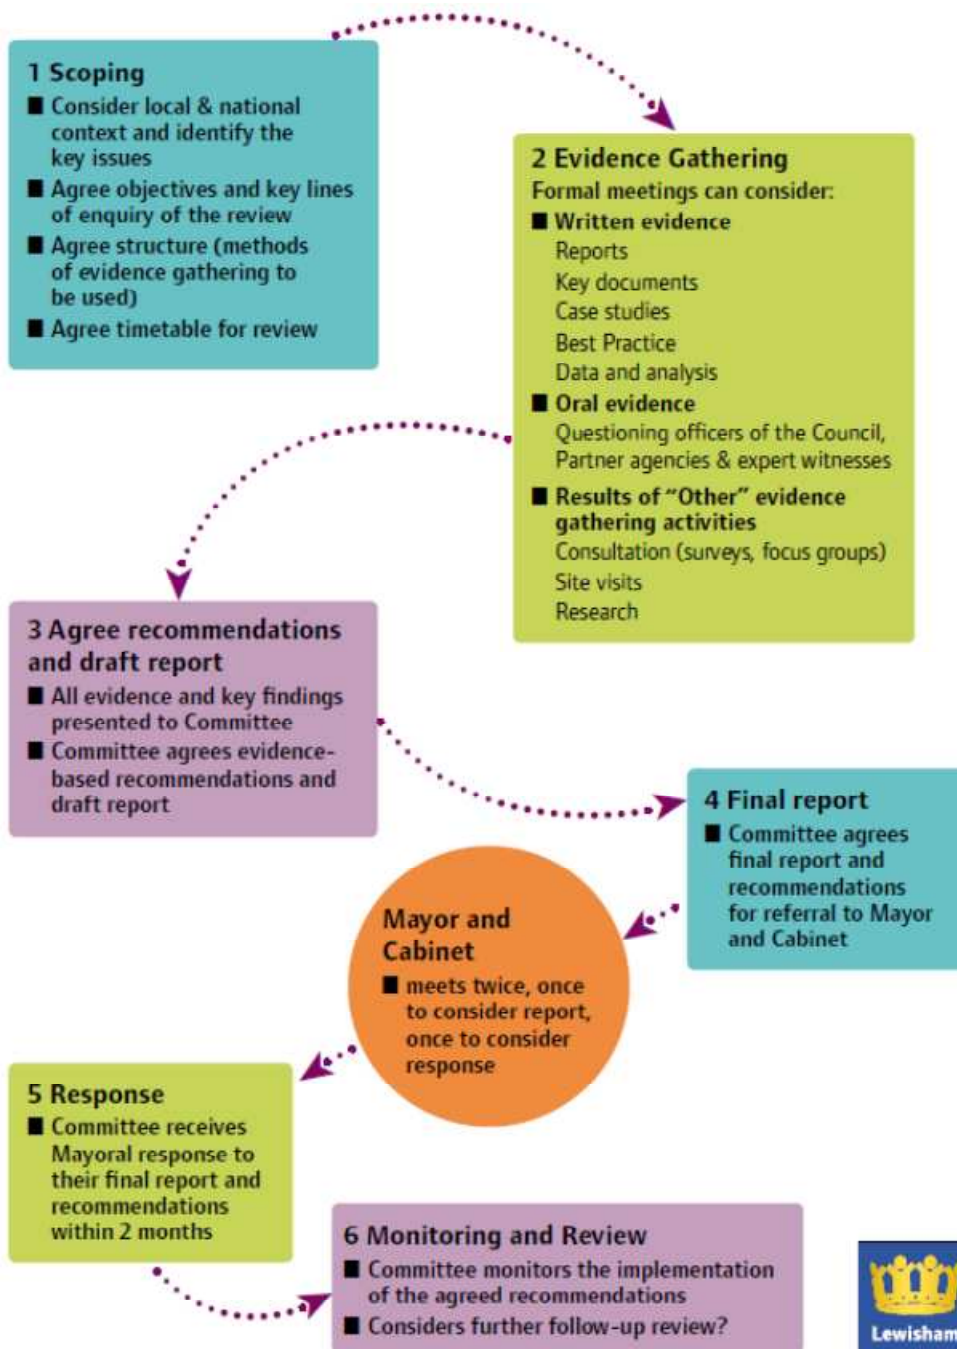 1 Scoping
■ Consider local & national
context and identify the
key issues
■ Agree objectives and key lines
of enquiry of the review
■ Agree structure (methods
of evidence gathering to
be used)
■ Agree timetable for review
2 Evidence Gathering
Formal meetings can consider:
■ Written evidence
Reports
Key documents
Case studies
Best Practice
Data and analysis
■ Oral evidence
Questioning officers of the Council,
Partner agencies & expert witnesses
■ Results of “Other” evidence
gathering activities
Consultation (surveys, focus groups)
Site visits
Research
3 Agree recommendations
and draft report
■ All evidence and key findings
presented to Committee
■ Committee agrees evidence-
based recommendations and
draft report
4 Final report
■ Committee agrees
final report and
recommendations
for referral to Mayor
and Cabinet
Mayor and
Cabinet
■ meets twice, once
to consider report,
once to consider
response
5 Response
■ Committee receives
Mayoral response to
their final report and
recommendations
within 2 months
6 Monitoring and Review
■ Committee monitors the implementation
of the agreed recommendations
■ Considers further follow-up review?
Lewisham